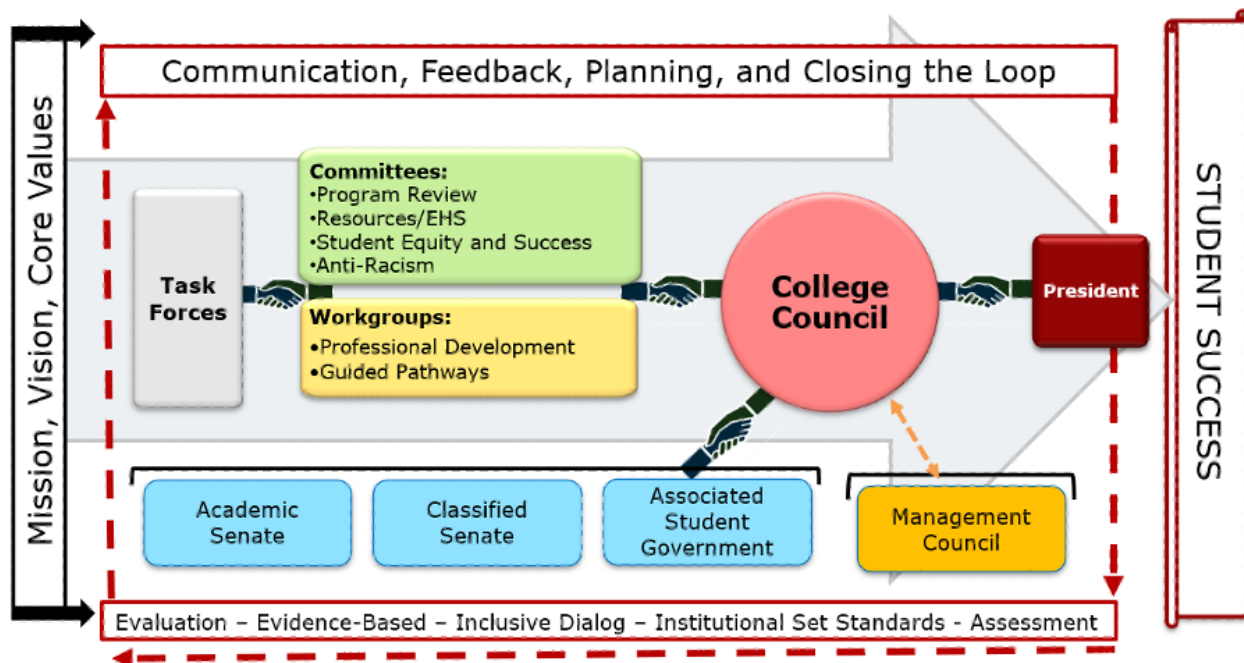 Communication, Feedback, Planning, and Closing the Loop
Mission, Vision, Core Values
Task
Forces
Committees:
•Program Review
•Resources/EHS
•Student Equity and Success
•Anti-Racism
Workgroups:
•Professional Development
•Guided Pathways
College
Council
President
STUDENT SUCCESS
Academic
Senate
Classified
Senate
Associated
Student
Government
Management
Council
Evaluation – Evidence-Based – Inclusive Dialog – Institutional Set Standards - Assessment